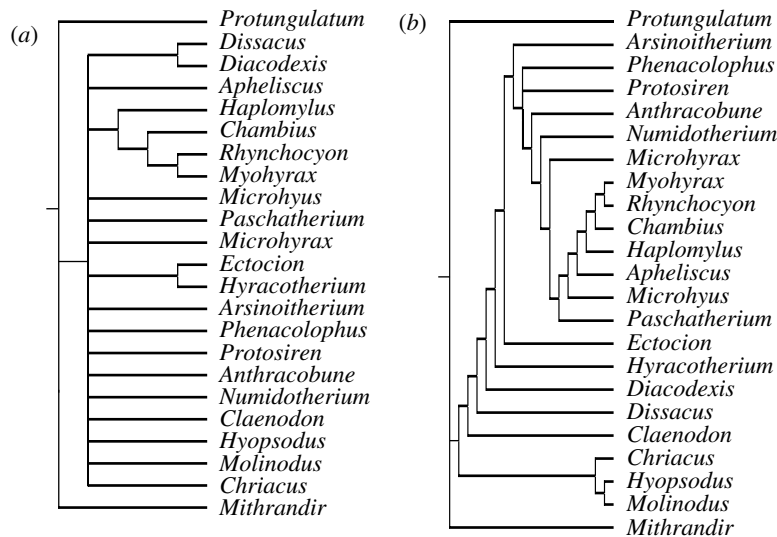 (a)
Protungulatum
Dissacus
Diacodexis
Apheliscus
Haplomylus
Chambius
Rhynchocyon
Myohyrax
Microhyus
Paschatherium
Microhyrax
Ectocion
Hyracotherium
Arsinoitherium
Phenacolophus
Protosiren
Anthracobune
Numidotherium
Claenodon
Hyopsodus
Molinodus
Chriacus
Mithrandir
(b)
Protungulatum
Arsinoitherium
Phenacolophus
Protosiren
Anthracobune
Numidotherium
Microhyrax
Myohyrax
Rhynchocyon
Chambius
Haplomylus
Apheliscus
Microhyus
Paschatherium
Ectocion
Hyracotherium
Diacodexis
Dissacus
Claenodon
Chriacus
Hyopsodus
Molinodus
Mithrandir